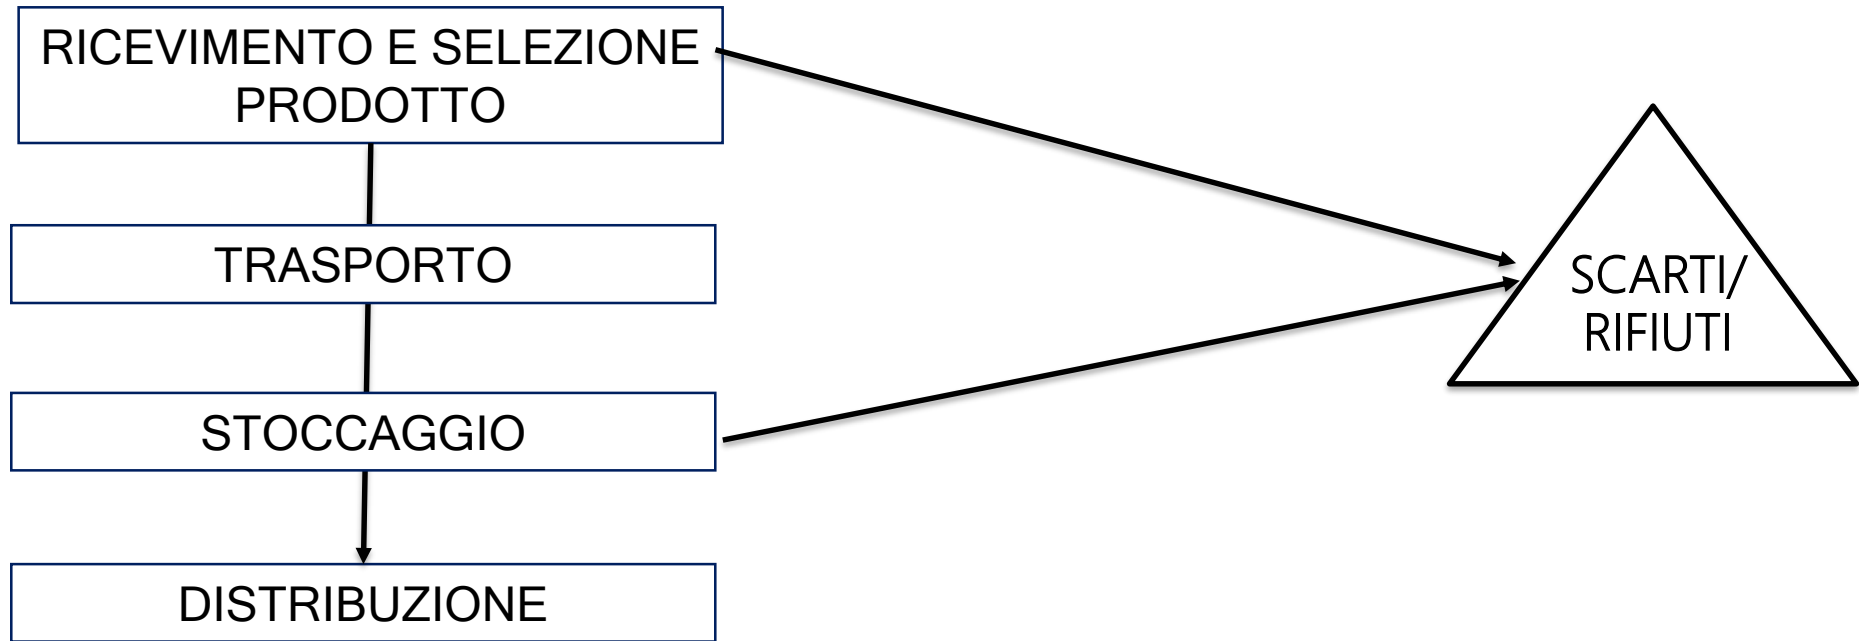 RICEVIMENTO E SELEZIONE
PRODOTTO
TRASPORTO
STOCCAGGIO
DISTRIBUZIONE
SCARTI/
RIFIUTI